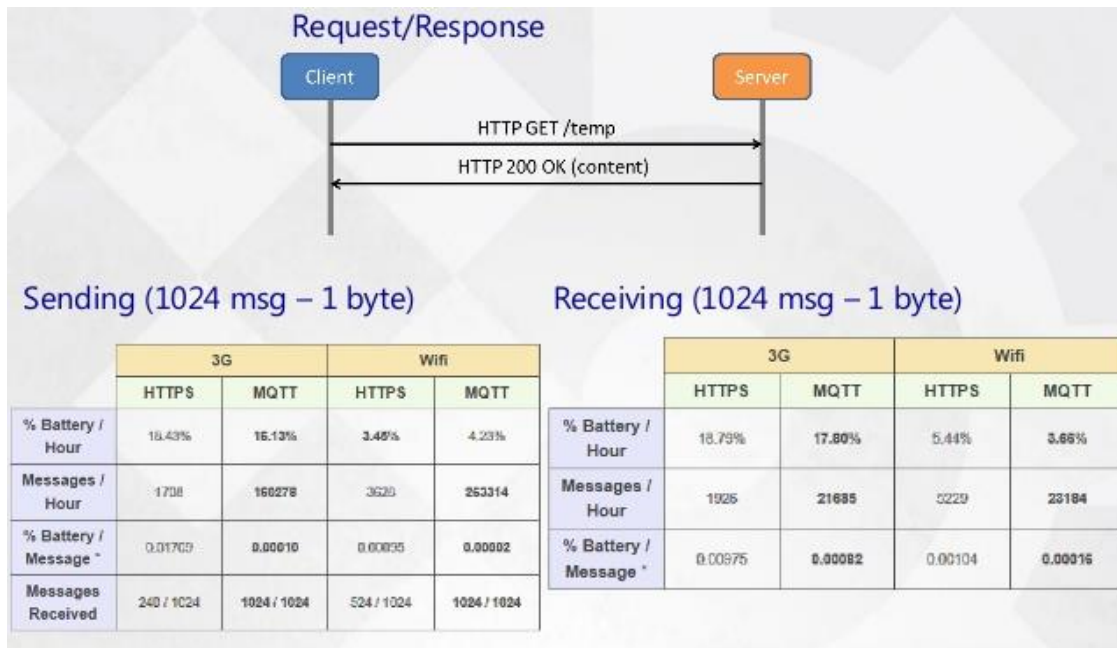 Request/Response
Client
Server
HTTP GET /temp
HTTP 200 OK (content)
Sending (1024 msg – 1 byte)
3G Wifi
HTTPS MQTT HTTPS MQTT
% Battery / Hour 18.43% 16.13% 3.45% 4.23%
Messages / Hour 1708 160278 3628 263314
% Battery / Message * 0.01709 0.00010 0.00095 0.00002
Messages Received 240 / 1024 1024 / 1024 524 / 1024 1024 / 1024
Receiving (1024 msg – 1 byte)
3G Wifi
HTTPS MQTT HTTPS MQTT
% Battery / Hour 18.79% 17.80% 5.44% 3.66%
Messages / Hour 1926 21685 5229 23184
% Battery / Message * 0.00975 0.00082 0.00104 0.00016